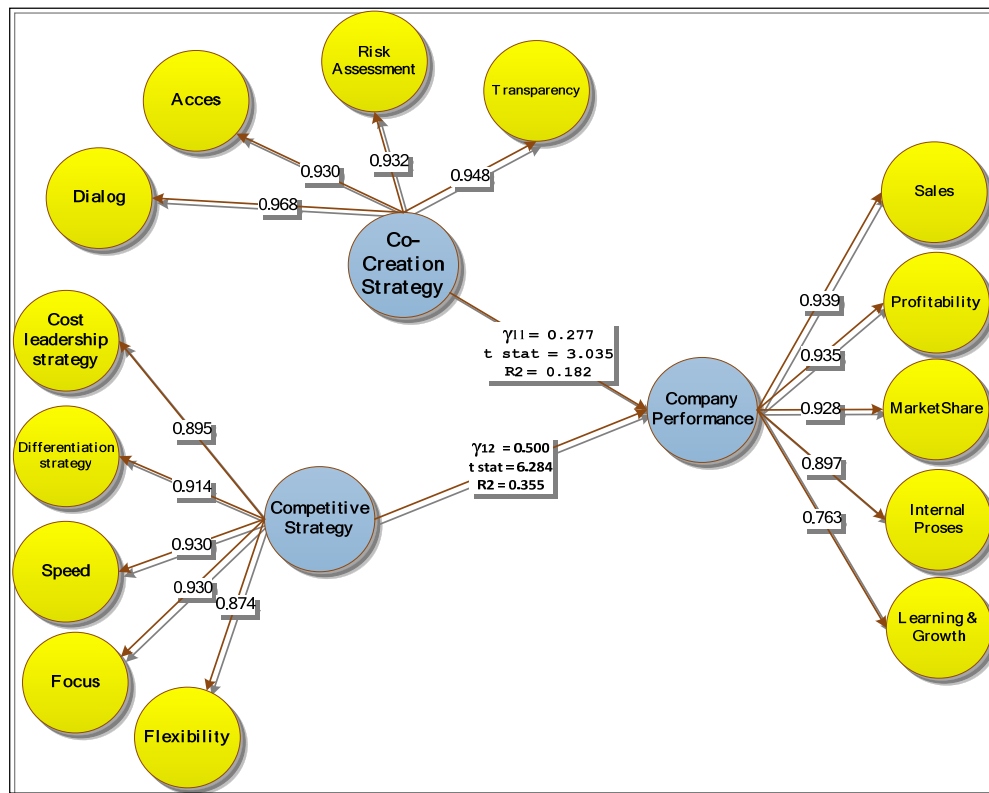 Risk
Assessment
Transparency
Acces
0.932
0.930
0.948
Dialog
0.968
Sales
Co-
Creation
Strategy
Cost
leadership
strategy
0.939
Profitability
γ11 = 0.277
t stat = 3.035
R2 = 0.182
0.935
Company
Performance
MarketShare
0.928
0.895
Differentiation
strategy
γ12 = 0.500
t stat = 6.284
R2 = 0.355
0.897
0.914
Competitive
Strategy
Internal
Proses
0.763
0.930
Speed
0.930
0.874
Learning &
Growth
Focus
Flexibility